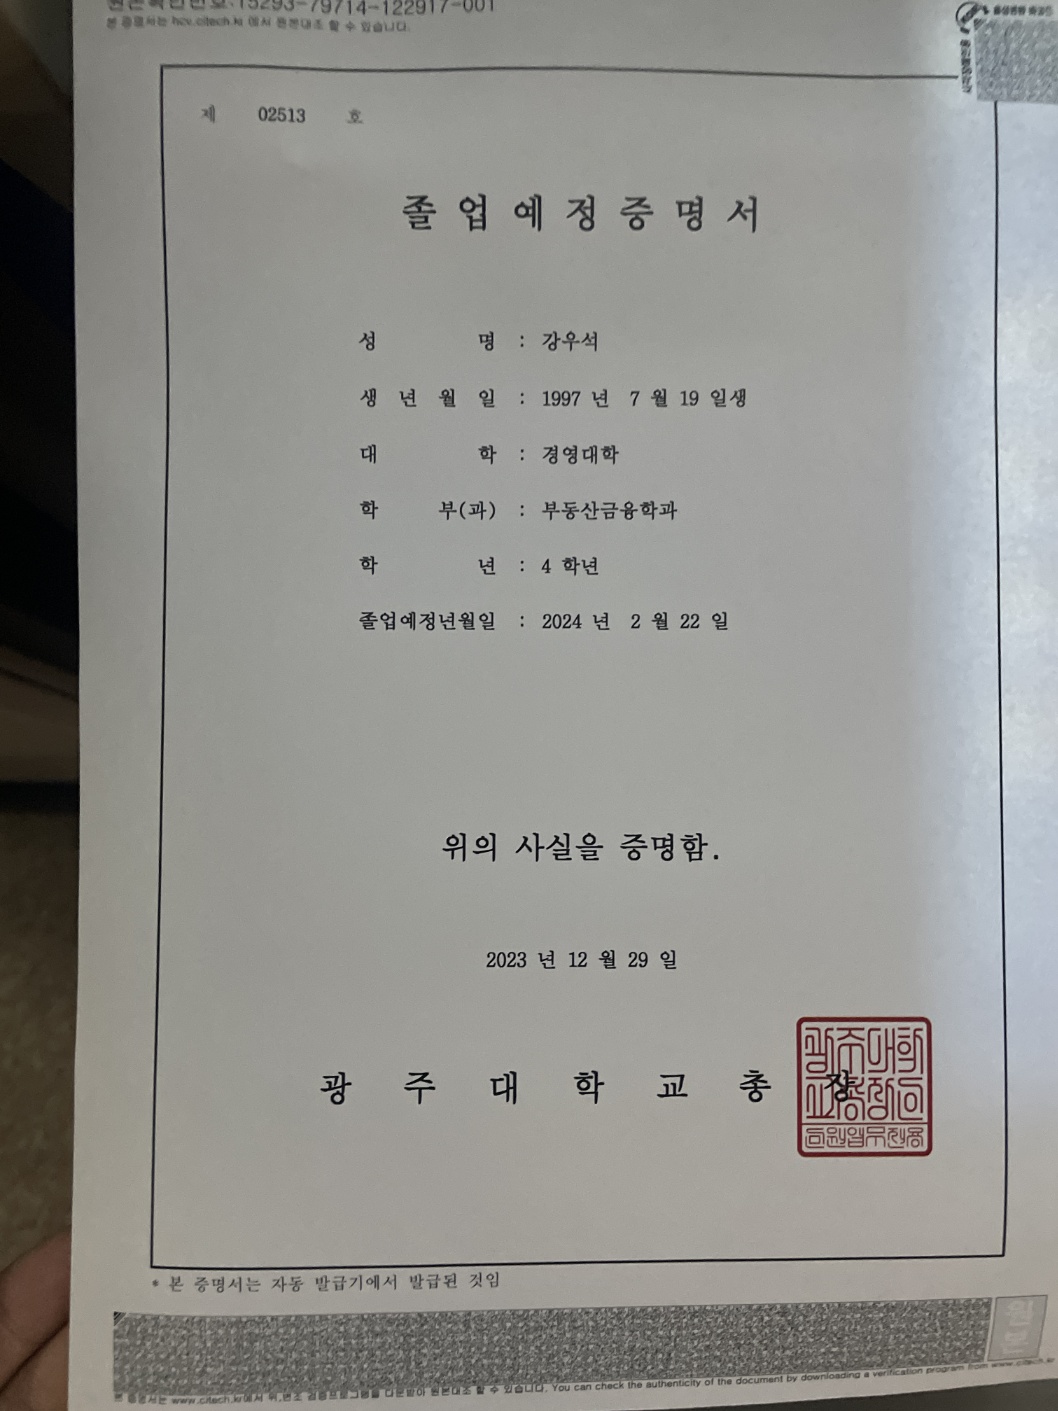 원본확인번호:15293-79714-122917-001
본 증명서는 hcv.citech.kr 에서 원본대조 할 수 있습니다.
제 02513 호
졸업예정증명서
성 명 : 강우석
생 년 월 일 : 1997 년 7 월 19 일생
대 학 : 경영대학
학 부(과) : 부동산금융학과
학 년 : 4 학년
졸업예정년월일 : 2024 년 2 월 22 일
위의 사실을 증명함.
2023 년 12 월 29 일
광 주 대 학 교 총 장
* 본 증명서는 자동 발급기에서 발급된 것임
원본
본 증명서는 www.citech.kr에서 위,변조 검증프로그램을 다운받아 원본대조 할 수 있습니다. You can check the authenticity of the document by downloading a verification program from www.citech.kr